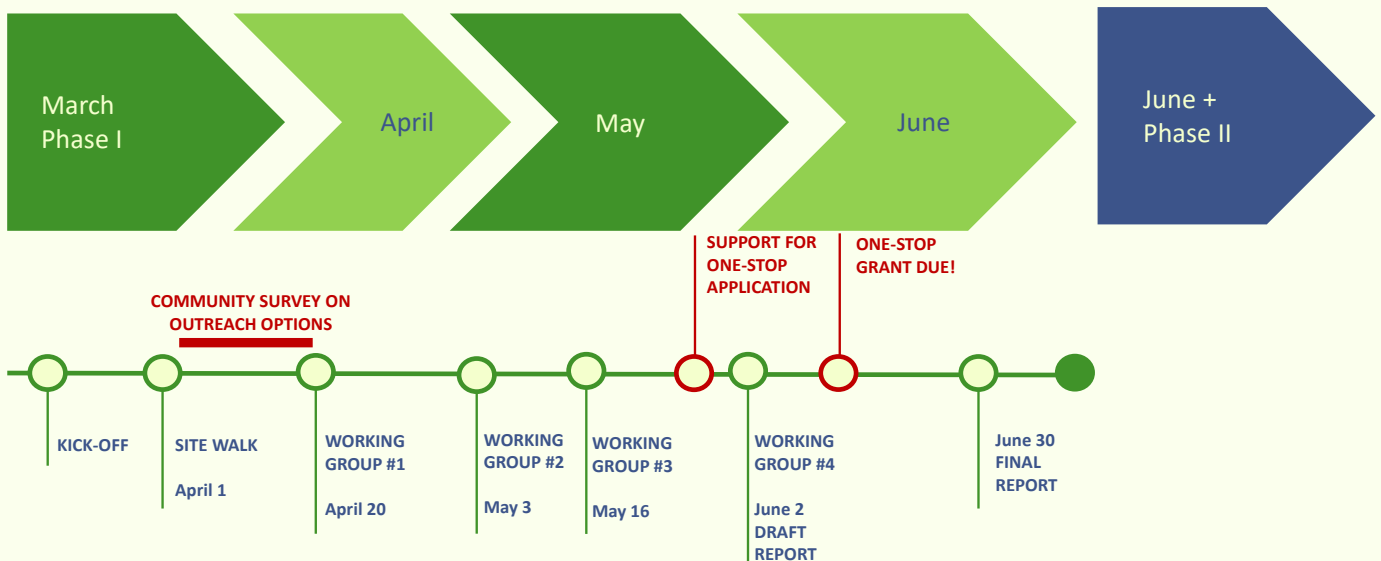 March
Phase I
April
May
June
June +
Phase II
SUPPORT FOR
ONE-STOP
APPLICATION
ONE-STOP
GRANT DUE!
COMMUNITY SURVEY ON
OUTREACH OPTIONS
KICK-OFF
SITE WALK
April 1
WORKING
GROUP #1
April 20
WORKING
GROUP #2
May 3
WORKING
GROUP #3
May 16
WORKING
GROUP #4
June 2
DRAFT
REPORT
June 30
FINAL
REPORT